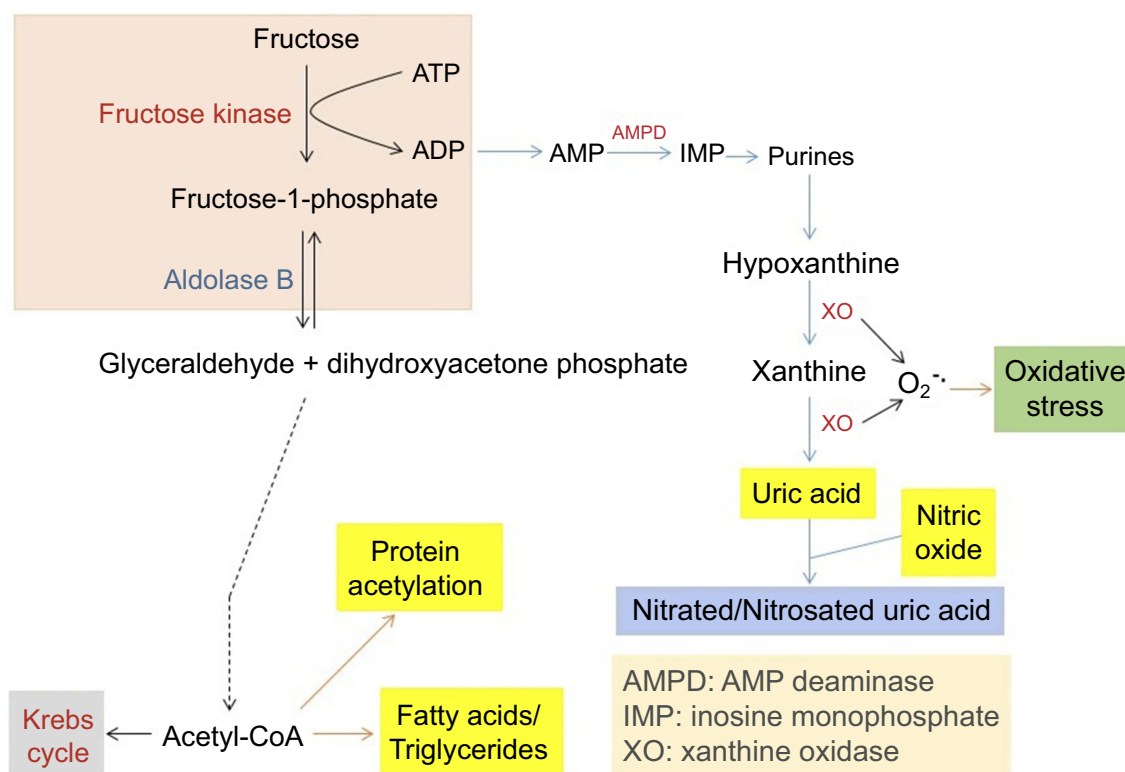 Fructose
ATP
Fructose kinase
ADP
AMP
AMPD
IMP
Purines
Fructose-1-phosphate
Aldolase B
Hypoxanthine
XO
Glyceraldehyde + dihydroxyacetone phosphate
Xanthine
O₂⁻·
Oxidative
stress
XO
Uric acid
Nitric
oxide
Protein
acetylation
Nitrated/Nitrosated uric acid
Krebs
cycle
Acetyl-CoA
Fatty acids/
Triglycerides
AMPD: AMP deaminase
IMP: inosine monophosphate
XO: xanthine oxidase